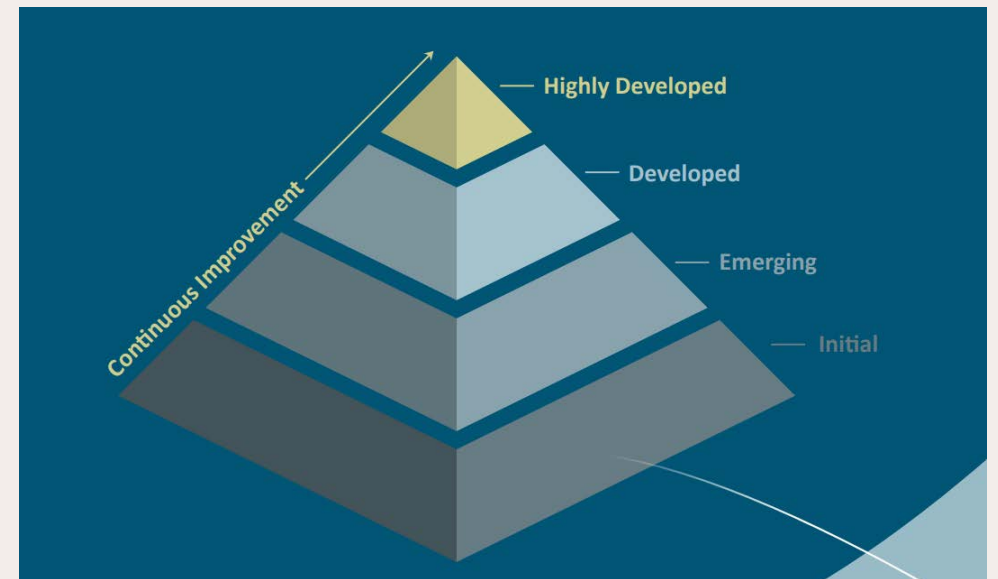 Highly Developed
Developed
Emerging
Initial
Continuous Improvement